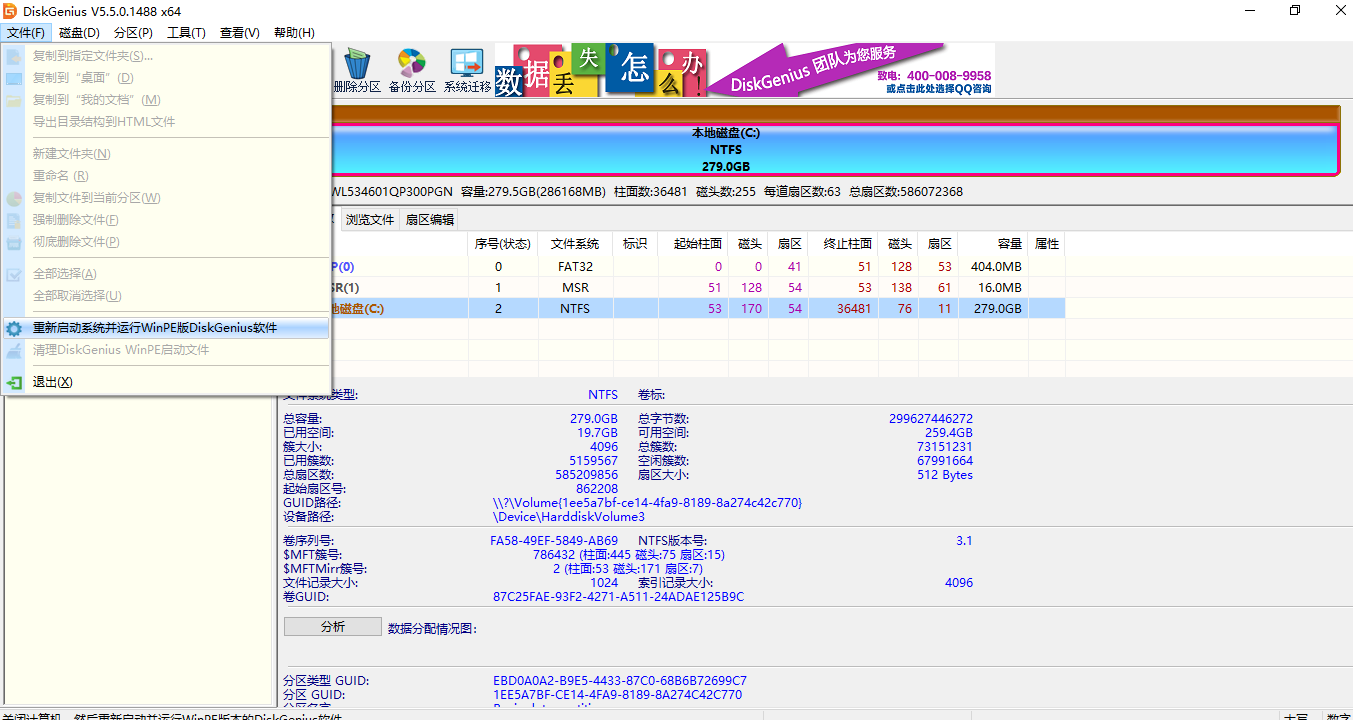 DiskGenius V5.5.0.1488 x64
文件(F) 磁盘(D) 分区(P) 工具(T) 查看(V) 帮助(H)
复制到指定文件夹(S)...
复制到“桌面”(D)
复制到“我的文档”(M)
导出目录结构到HTML文件
新建文件夹(N)
重命名 (R)
复制文件到当前分区(W)
强制删除文件(F)
彻底删除文件(P)
全部选择(A)
全部取消选择(U)
重新启动系统并运行WinPE版DiskGenius软件
清理DiskGenius WinPE启动文件
退出(X)
删除分区 备份分区 系统迁移
数据丢失怎么办!
DiskGenius 团队为您服务
致电: 400-008-9958
或点击此处选择QQ咨询
本地磁盘(C:)
NTFS
279.0GB
WL534601QP300PGN 容量:279.5GB(286168MB) 柱面数:36481 磁头数:255 每道扇区数:63 总扇区数:586072368
浏览文件 扇区编辑
序号(状态) 文件系统 标识 起始柱面 磁头 扇区 终止柱面 磁头 扇区 容量 属性
P(0) 0 FAT32 0 0 41 51 128 53 404.0MB
SR(1) 1 MSR 51 128 54 53 138 61 16.0MB
地磁盘(C:) 2 NTFS 53 170 54 36481 76 11 279.0GB
文件系统类型: NTFS 卷标:
总容量: 279.0GB 总字节数: 299627446272
已用空间: 19.7GB 可用空间: 259.4GB
簇大小: 4096 总簇数: 73151231
已用簇数: 5159567 空闲簇数: 67991664
总扇区数: 585209856 扇区大小: 512 Bytes
起始扇区号: 862208
GUID路径: \\?\Volume{1ee5a7bf-ce14-4fa9-8189-8a274c42c770}
设备路径: \Device\HarddiskVolume3
卷序列号: FA58-49EF-5849-AB69 NTFS版本号: 3.1
$MFT簇号: 786432 (柱面:445 磁头:75 扇区:15)
$MFTMirr簇号: 2 (柱面:53 磁头:171 扇区:7)
文件记录大小: 1024 索引记录大小: 4096
卷GUID: 87C25FAE-93F2-4271-A511-24ADAE125B9C
分析 数据分配情况图:
分区类型 GUID: EBD0A0A2-B9E5-4433-87C0-68B6B72699C7
分区 GUID: 1EE5A7BF-CE14-4FA9-8189-8A274C42C770
关闭计算机，然后重新启动并运行WinPE版本的DiskGenius软件 大写 数字